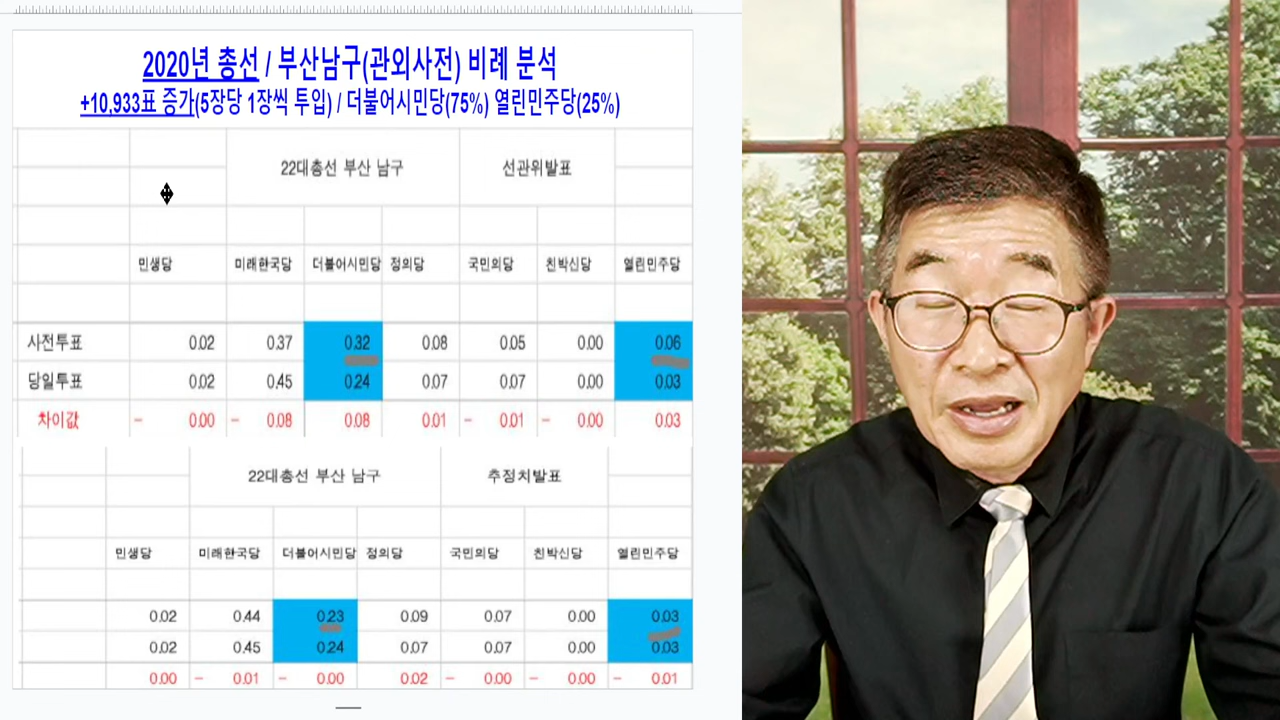 2020년 총선 / 부산남구(관외사전) 비례 분석
+10,933표 증가(5장당 1장씩 투입) / 더불어시민당(75%) 열린민주당(25%)
22대총선 부산 남구 선관위발표
민생당 미래한국당 더불어시민당 정의당 국민의당 친박신당 열린민주당
사전투표 0.02 0.37 0.32 0.08 0.05 0.00 0.06
당일투표 0.02 0.45 0.24 0.07 0.07 0.00 0.03
차이값 - 0.00 - 0.08 0.08 0.01 - 0.01 - 0.00 0.03
22대총선 부산 남구 추정치발표
민생당 미래한국당 더불어시민당 정의당 국민의당 친박신당 열린민주당
0.02 0.44 0.23 0.09 0.07 0.00 0.03
0.02 0.45 0.24 0.07 0.07 0.00 0.03
0.00 - 0.01 - 0.00 0.02 - 0.00 - 0.00 - 0.01